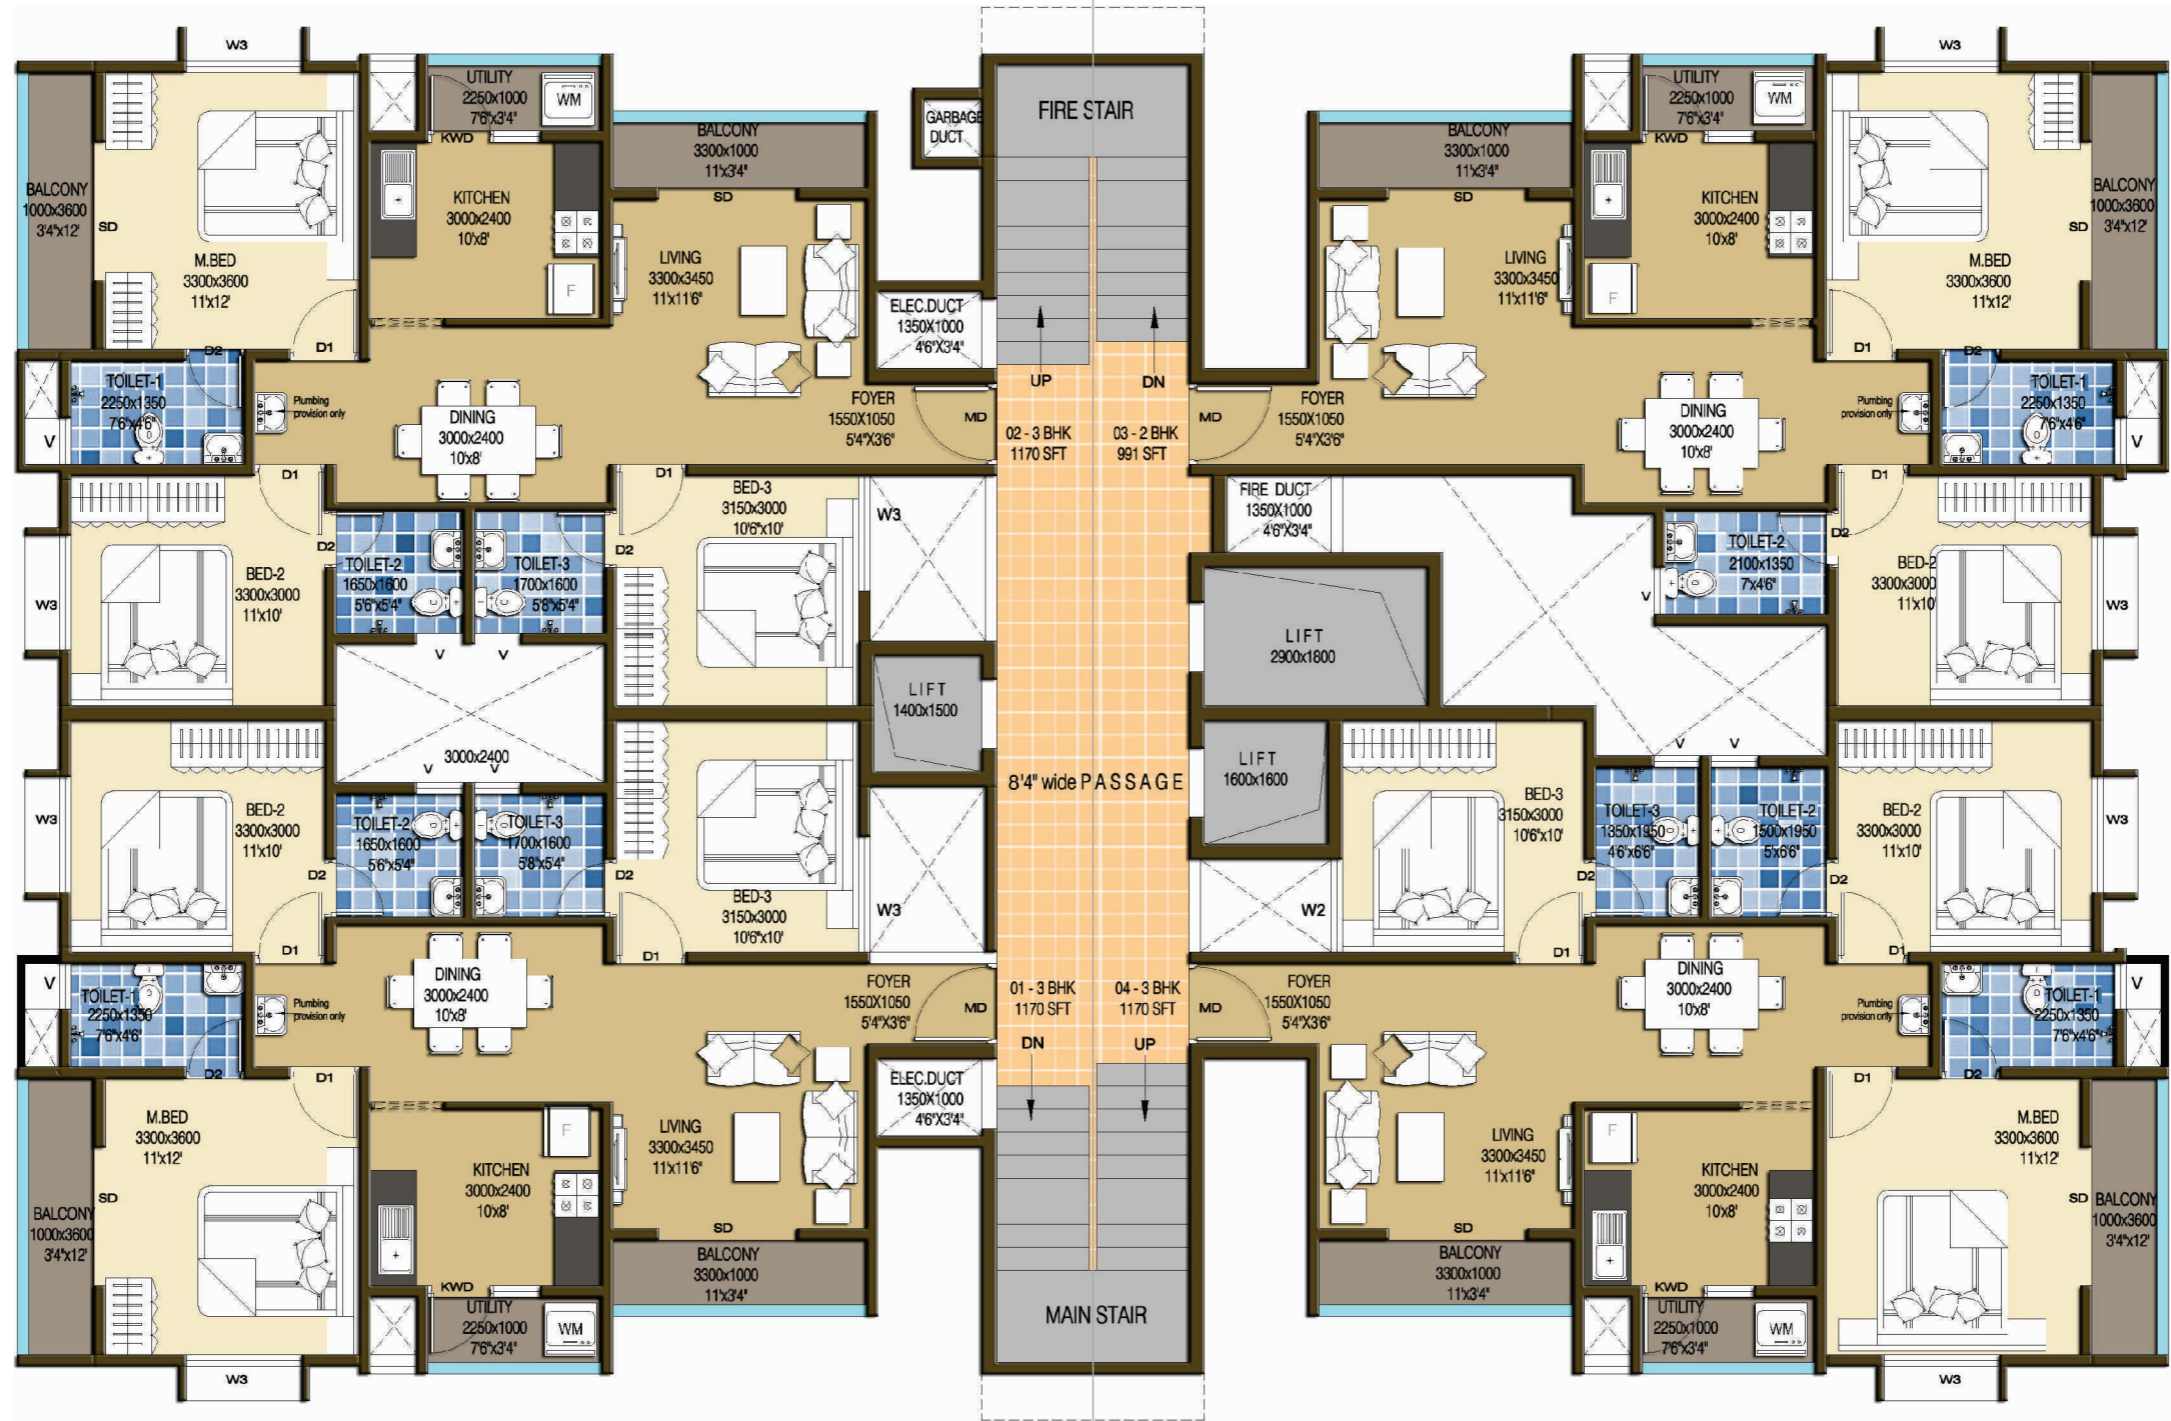 W3
BALCONY
1000x3600
3'4"x12'
SD
M.BED
3300x3600
11'x12'
D1
UTILITY
2250x1000
7'6"x3'4"
WM
KWD
KITCHEN
3000x2400
10'x8'
F
BALCONY
3300x1000
11'x3'4"
SD
LIVING
3300x3450
11'x11'6"
GARBAGE
DUCT
FIRE STAIR
ELEC.DUCT
1350X1000
4'6"X3'4"
UP
DN
D2
TOILET-1
2250x1350
7'6"x4'6"
V
Plumbing
provision only
DINING
3000x2400
10'x8'
FOYER
1550X1050
5'4"X3'6"
MD
02 - 3 BHK
1170 SFT
03 - 2 BHK
991 SFT
BALCONY
3300x1000
11'x3'4"
SD
LIVING
3300x3450
11'x11'6"
UTILITY
2250x1000
7'6"x3'4"
WM
KWD
KITCHEN
3000x2400
10'x8'
F
W3
M.BED
3300x3600
11'x12'
D1
SD
BALCONY
1000x3600
3'4"x12'
MD
FOYER
1550X1050
5'4"X3'6"
DINING
3000x2400
10'x8'
Plumbing
provision only
D2
TOILET-1
2250x1350
7'6"x4'6"
V
D1
W3
BED-2
3300x3000
11'x10'
D2
TOILET-2
1650x1600
5'6"x5'4"
V
TOILET-3
1700x1600
5'8"x5'4"
V
D1
D2
BED-3
3150x3000
10'6"x10'
W3
FIRE DUCT
1350X1000
4'6"X3'4"
LIFT
2900x1800
TOILET-2
2100x1350
7'x4'6"
V
D1
D2
BED-2
3300x3000
11'x10'
W3
3000x2400
LIFT
1400x1500
8'4" wide PASSAGE
LIFT
1600x1600
W3
BED-2
3300x3000
11'x10'
D2
D1
V
TOILET-2
1650x1600
5'6"x5'4"
V
TOILET-3
1700x1600
5'8"x5'4"
D2
D1
BED-3
3150x3000
10'6"x10'
W3
W2
BED-3
3150x3000
10'6"x10'
D2
D1
V
TOILET-3
1350x1950
4'6"x6'6"
V
TOILET-2
1500x1950
5'x6'6"
D2
D1
BED-2
3300x3000
11'x10'
W3
V
TOILET-1
2250x1350
7'6"x4'6"
D2
Plumbing
provision only
DINING
3000x2400
10'x8'
FOYER
1550X1050
5'4"X3'6"
MD
01 - 3 BHK
1170 SFT
04 - 3 BHK
1170 SFT
DN
UP
MD
FOYER
1550X1050
5'4"X3'6"
DINING
3000x2400
10'x8'
Plumbing
provision only
TOILET-1
2250x1350
7'6"x4'6"
D2
V
D1
M.BED
3300x3600
11'x12'
SD
BALCONY
1000x3600
3'4"x12'
F
KITCHEN
3000x2400
10'x8'
KWD
UTILITY
2250x1000
7'6"x3'4"
WM
LIVING
3300x3450
11'x11'6"
SD
BALCONY
3300x1000
11'x3'4"
ELEC.DUCT
1350X1000
4'6"X3'4"
MAIN STAIR
LIVING
3300x3450
11'x11'6"
SD
BALCONY
3300x1000
11'x3'4"
F
KITCHEN
3000x2400
10'x8'
KWD
UTILITY
2250x1000
7'6"x3'4"
WM
D1
M.BED
3300x3600
11'x12'
SD
BALCONY
1000x3600
3'4"x12'
W3
W3